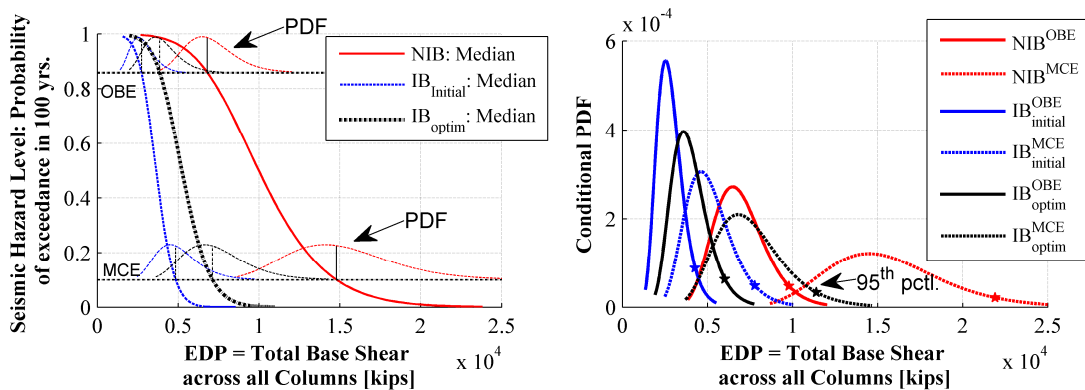 Seismic Hazard Level: Probability
of exceedance in 100 yrs.
1
0.8
0.6
0.4
0.2
0
OBE
MCE
PDF
PDF
NIB: Median
IB_Initial: Median
IB_optim: Median
0 0.5 1 1.5 2 2.5
x 10^4
EDP = Total Base Shear
across all Columns [kips]
x 10^-4
Conditional PDF
6
4
2
0
95^th pctl.
NIB^OBE
NIB^MCE
IB^OBE_initial
IB^MCE_initial
IB^OBE_optim
IB^MCE_optim
0 0.5 1 1.5 2 2.5
x 10^4
EDP = Total Base Shear
across all Columns [kips]